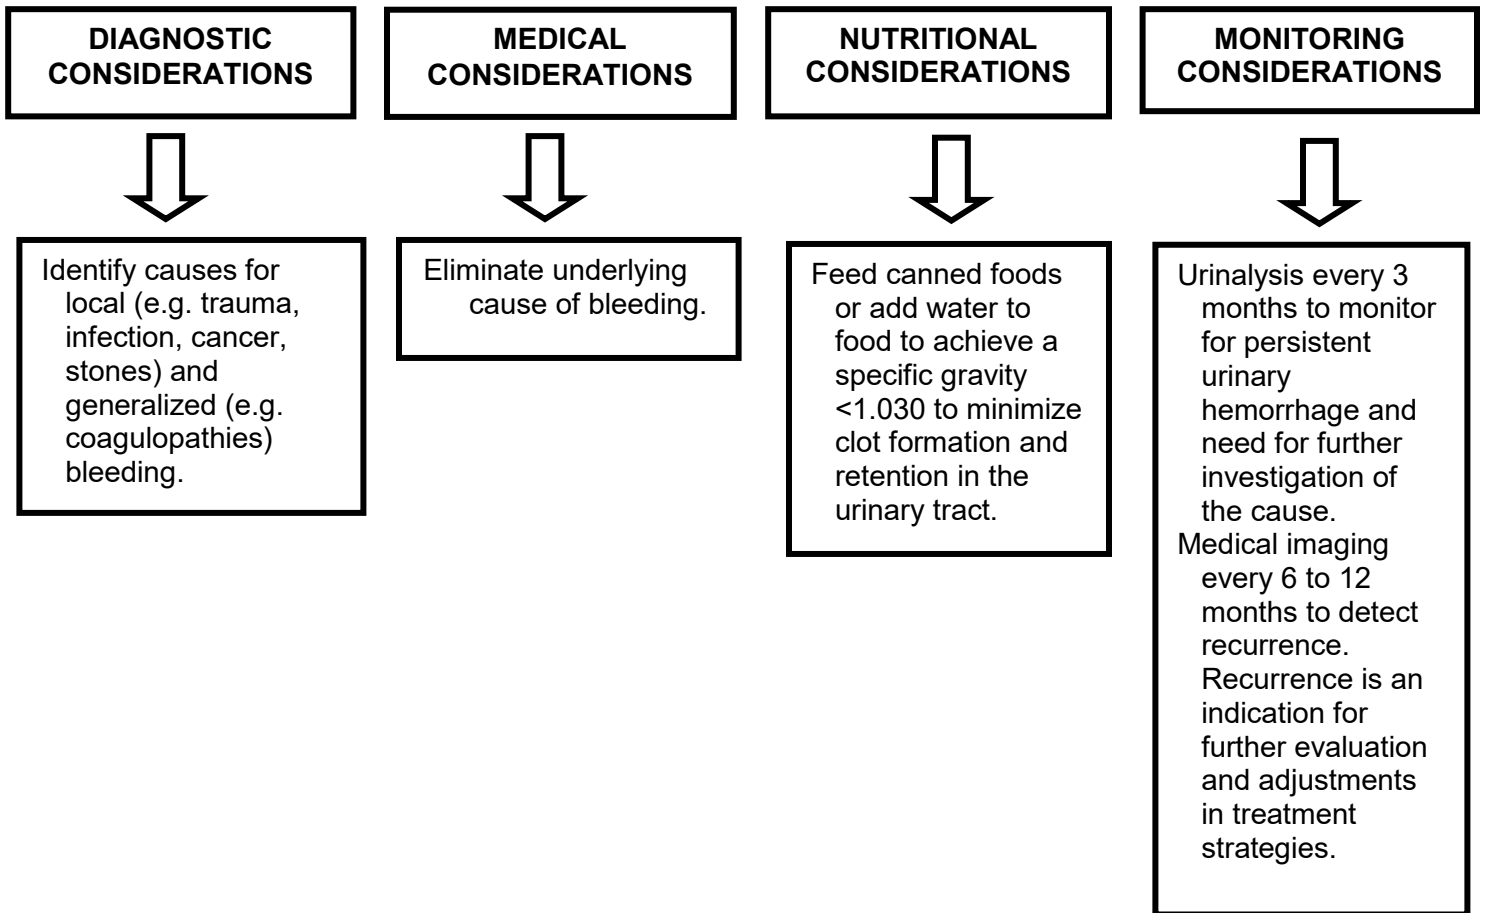 DIAGNOSTIC
CONSIDERATIONS
MEDICAL
CONSIDERATIONS
NUTRITIONAL
CONSIDERATIONS
MONITORING
CONSIDERATIONS
Identify causes for
local (e.g. trauma,
infection, cancer,
stones) and
generalized (e.g.
coagulopathies)
bleeding.
Eliminate underlying
cause of bleeding.
Feed canned foods
or add water to
food to achieve a
specific gravity
<1.030 to minimize
clot formation and
retention in the
urinary tract.
Urinalysis every 3
months to monitor
for persistent
urinary
hemorrhage and
need for further
investigation of
the cause.
Medical imaging
every 6 to 12
months to detect
recurrence.
Recurrence is an
indication for
further evaluation
and adjustments
in treatment
strategies.